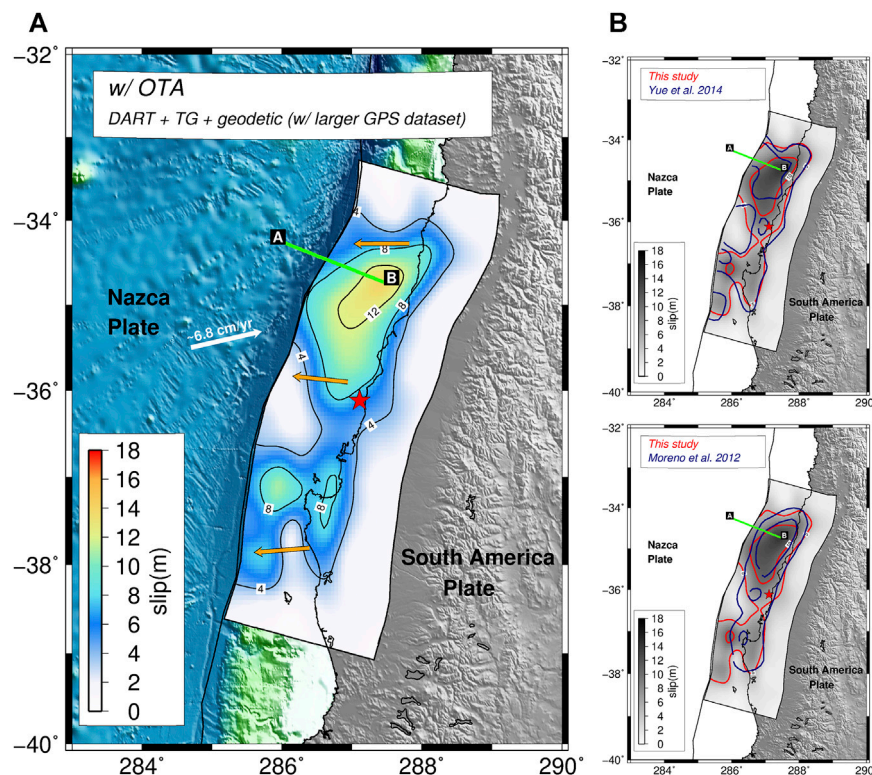 A
284˚
286˚
288˚
290˚
−32˚
−34˚
−36˚
−38˚
−40˚
w/ OTA
DART + TG + geodetic (w/ larger GPS dataset)
4
8
A
B
12
8
Nazca
Plate
~6.8 cm/yr
4
4
8
8
4
South America
Plate
18
16
14
12
10
8
6
4
2
0
slip(m)
B
−32˚
−34˚
−36˚
−38˚
−40˚
This study
Yue et al. 2014
A
B
Nazca
Plate
18
16
14
12
10
8
6
4
2
0
slip(m)
South America
Plate
284˚
286˚
288˚
290˚
−32˚
−34˚
−36˚
−38˚
−40˚
This study
Moreno et al. 2012
A
B
Nazca
Plate
18
16
14
12
10
8
6
4
2
0
slip(m)
South America
Plate
284˚
286˚
288˚
290˚